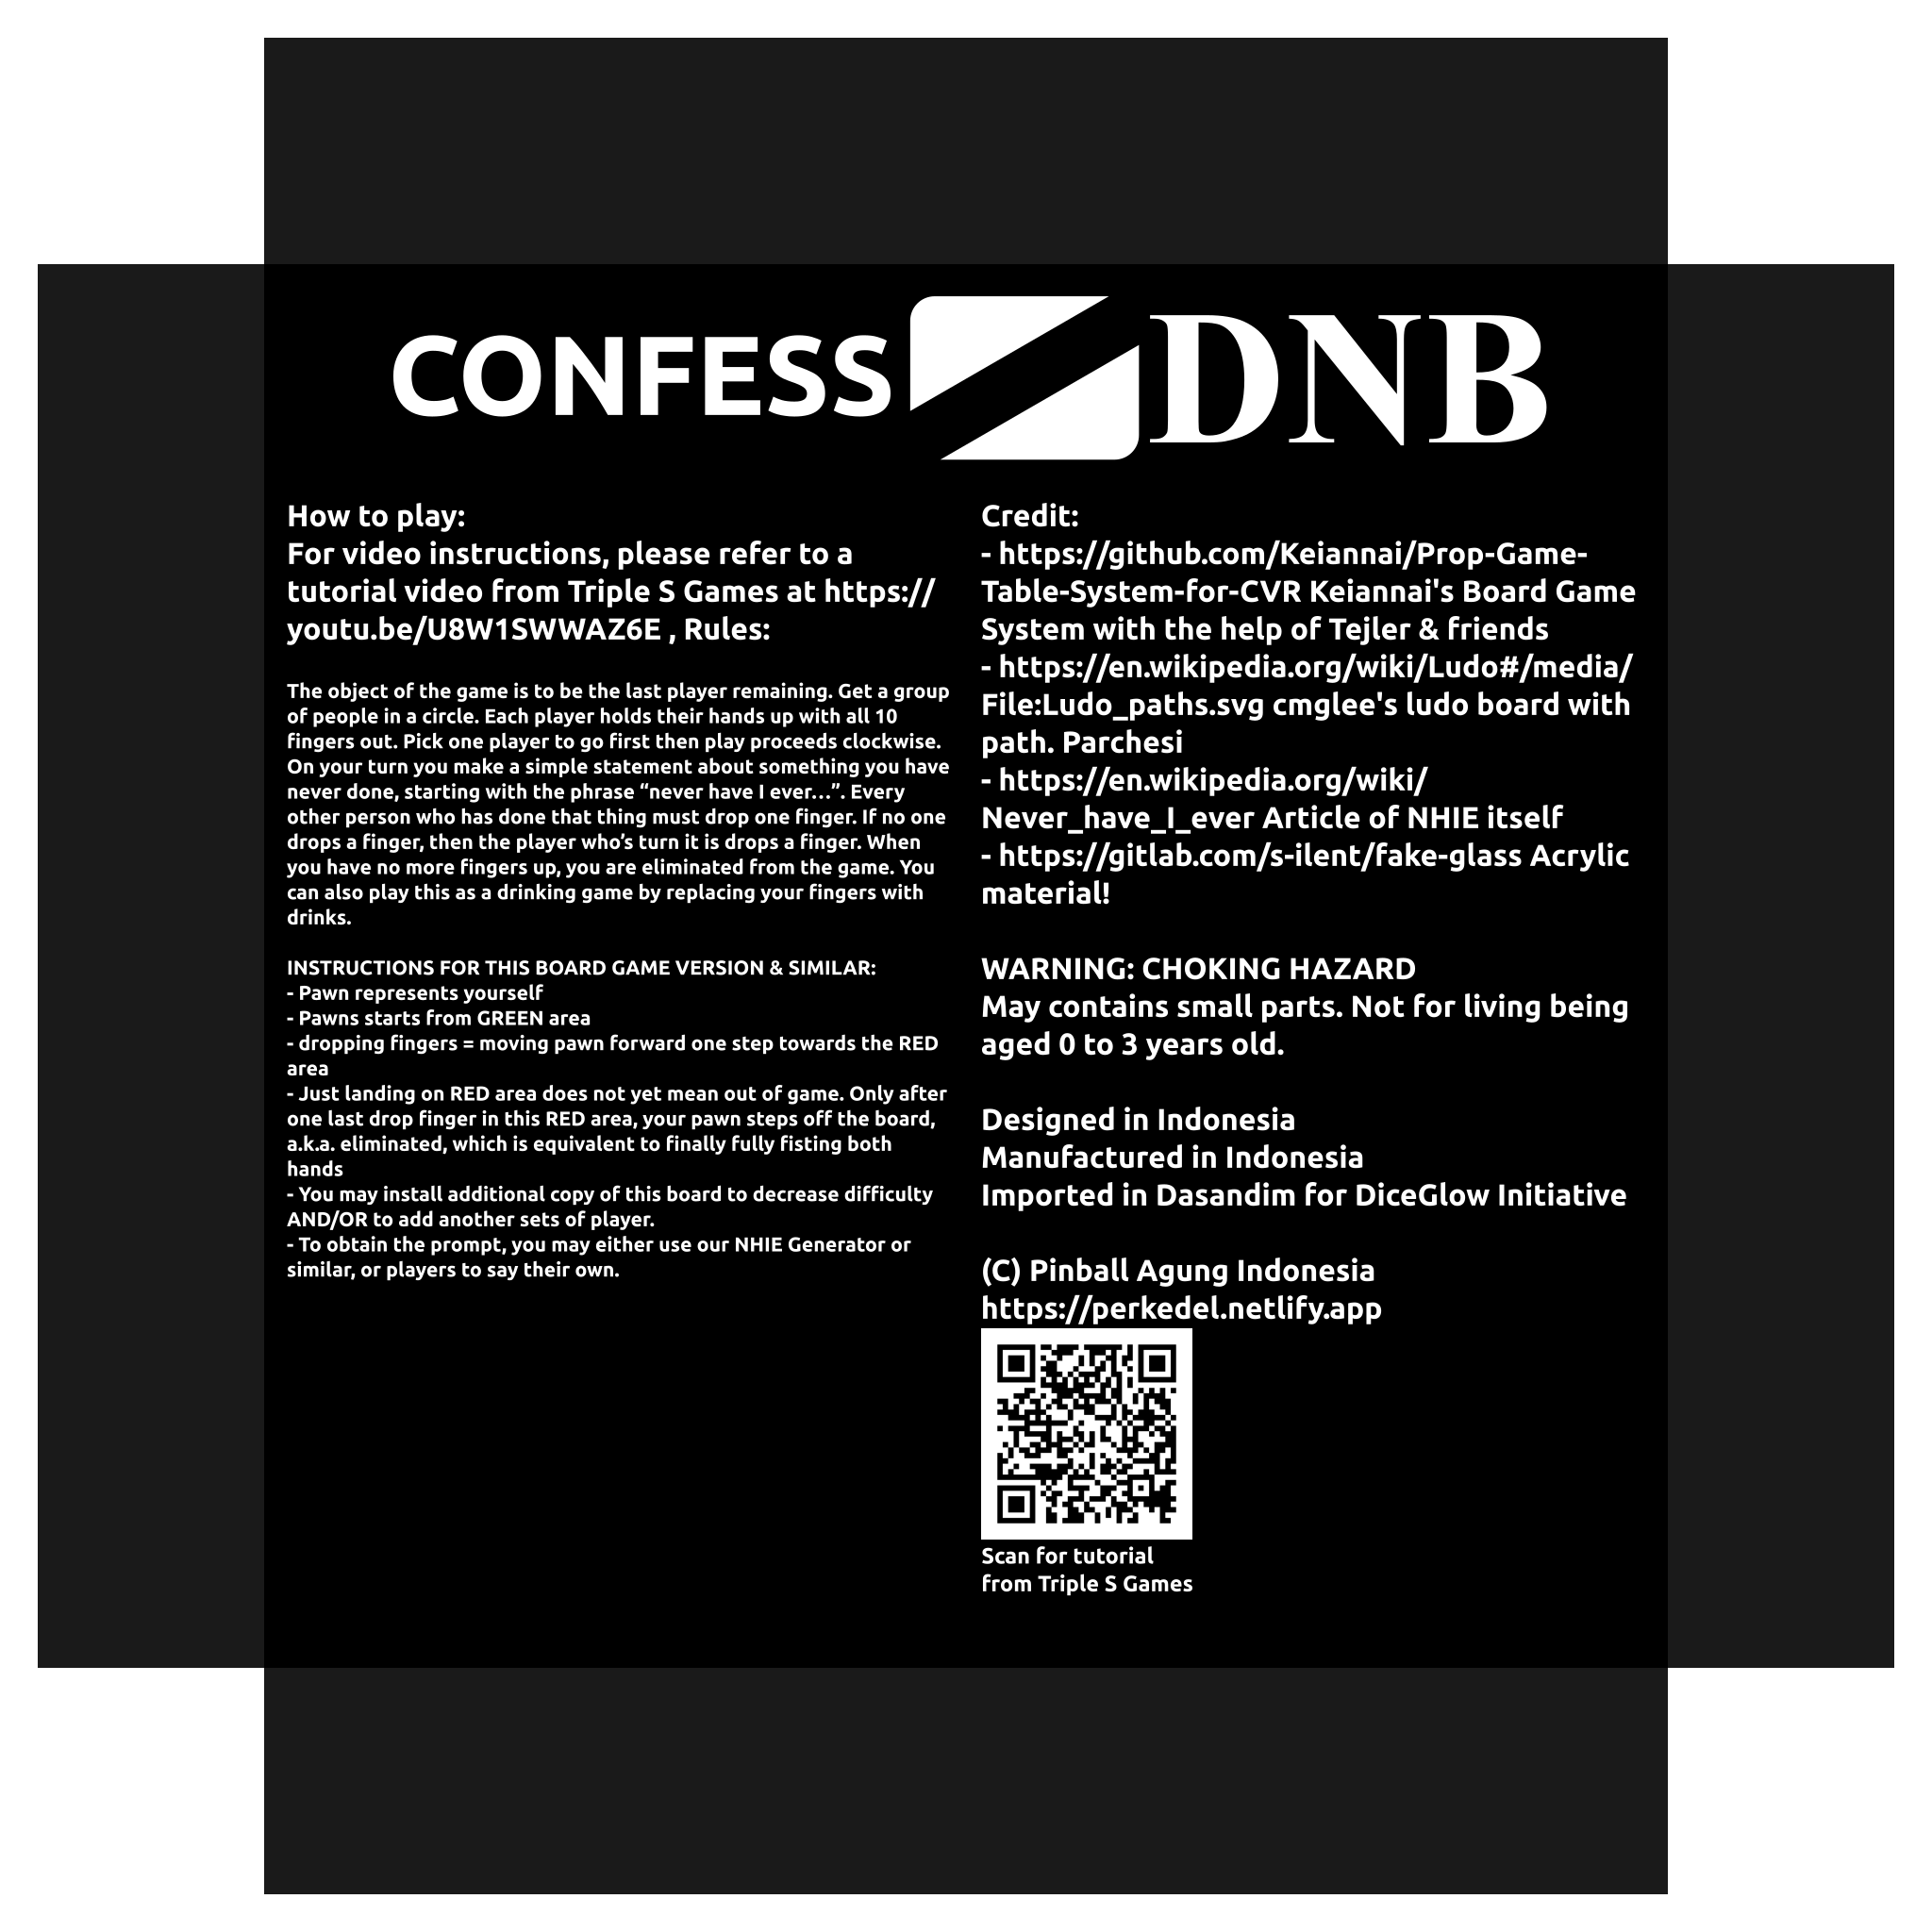 CONFESS DNB
How to play:
For video instructions, please refer to a
tutorial video from Triple S Games at https://
youtu.be/U8W1SWWAZ6E , Rules:
The object of the game is to be the last player remaining. Get a group
of people in a circle. Each player holds their hands up with all 10
fingers out. Pick one player to go first then play proceeds clockwise.
On your turn you make a simple statement about something you have
never done, starting with the phrase “never have I ever…”. Every
other person who has done that thing must drop one finger. If no one
drops a finger, then the player who’s turn it is drops a finger. When
you have no more fingers up, you are eliminated from the game. You
can also play this as a drinking game by replacing your fingers with
drinks.
INSTRUCTIONS FOR THIS BOARD GAME VERSION & SIMILAR:
- Pawn represents yourself
- Pawns starts from GREEN area
- dropping fingers = moving pawn forward one step towards the RED
area
- Just landing on RED area does not yet mean out of game. Only after
one last drop finger in this RED area, your pawn steps off the board,
a.k.a. eliminated, which is equivalent to finally fully fisting both
hands
- You may install additional copy of this board to decrease difficulty
AND/OR to add another sets of player.
- To obtain the prompt, you may either use our NHIE Generator or
similar, or players to say their own.
Credit:
- https://github.com/Keiannai/Prop-Game-
Table-System-for-CVR Keiannai's Board Game
System with the help of Tejler & friends
- https://en.wikipedia.org/wiki/Ludo#/media/
File:Ludo_paths.svg cmglee's ludo board with
path. Parchesi
- https://en.wikipedia.org/wiki/
Never_have_I_ever Article of NHIE itself
- https://gitlab.com/s-ilent/fake-glass Acrylic
material!
WARNING: CHOKING HAZARD
May contains small parts. Not for living being
aged 0 to 3 years old.
Designed in Indonesia
Manufactured in Indonesia
Imported in Dasandim for DiceGlow Initiative
(C) Pinball Agung Indonesia
https://perkedel.netlify.app
Scan for tutorial
from Triple S Games